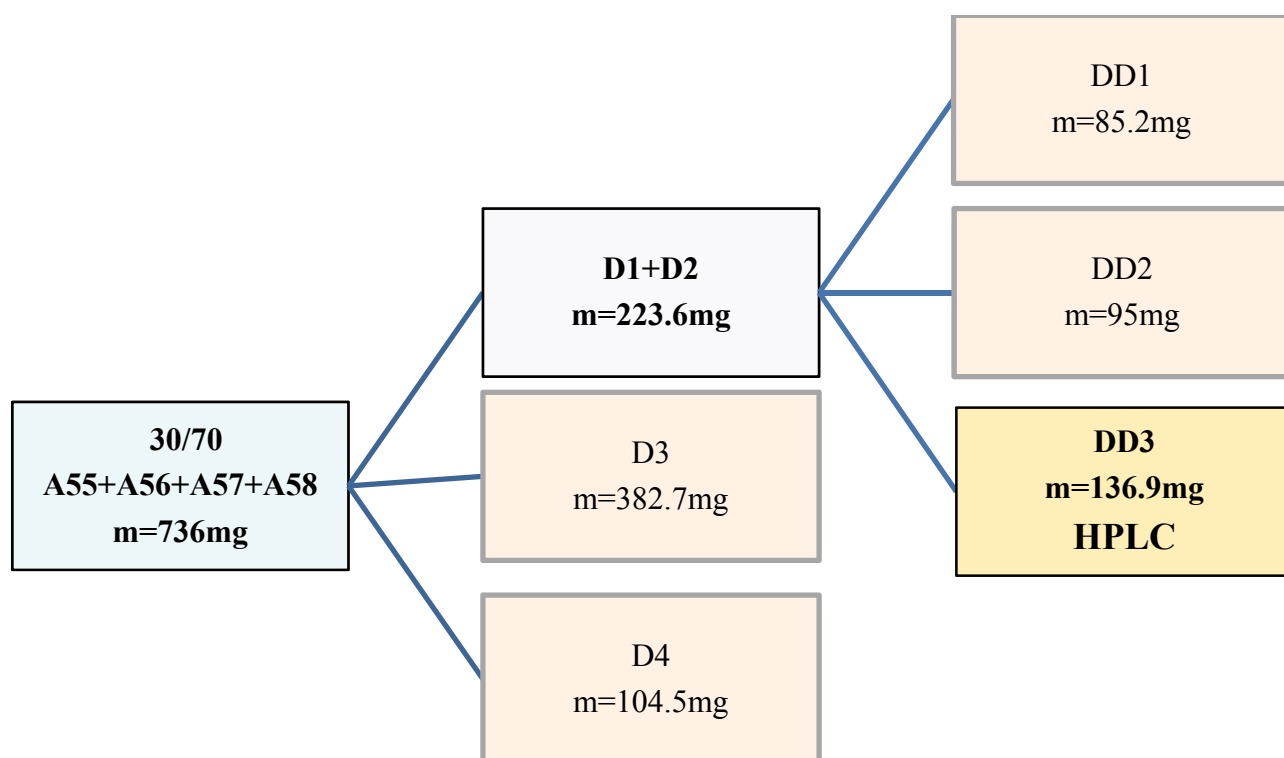 30/70
A55+A56+A57+A58
m=736mg
D1+D2
m=223.6mg
D3
m=382.7mg
D4
m=104.5mg
DD1
m=85.2mg
DD2
m=95mg
DD3
m=136.9mg
HPLC